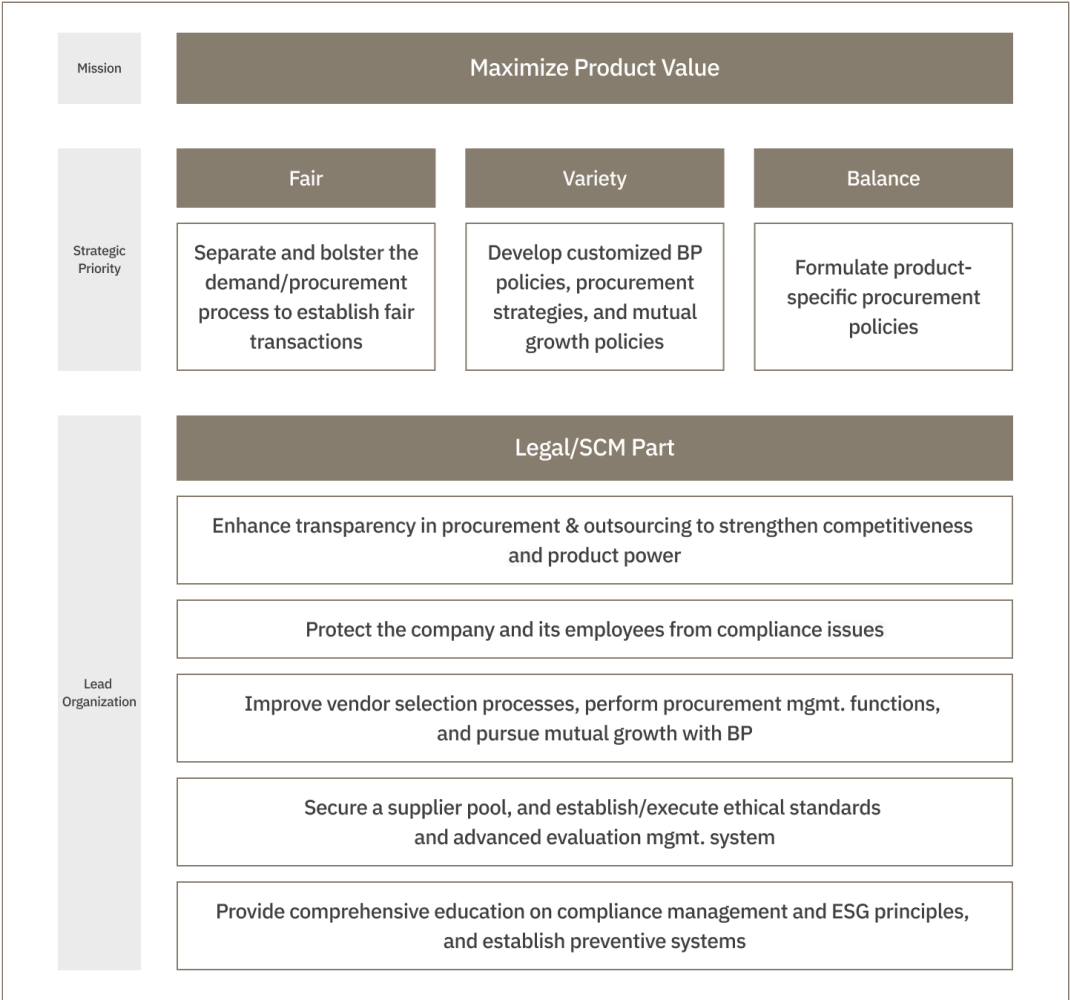 Mission
Maximize Product Value
Strategic
Priority
Fair
Separate and bolster the
demand/procurement
process to establish fair
transactions
Variety
Develop customized BP
policies, procurement
strategies, and mutual
growth policies
Balance
Formulate product-
specific procurement
policies
Lead
Organization
Legal/SCM Part
Enhance transparency in procurement & outsourcing to strengthen competitiveness
and product power
Protect the company and its employees from compliance issues
Improve vendor selection processes, perform procurement mgmt. functions,
and pursue mutual growth with BP
Secure a supplier pool, and establish/execute ethical standards
and advanced evaluation mgmt. system
Provide comprehensive education on compliance management and ESG principles,
and establish preventive systems